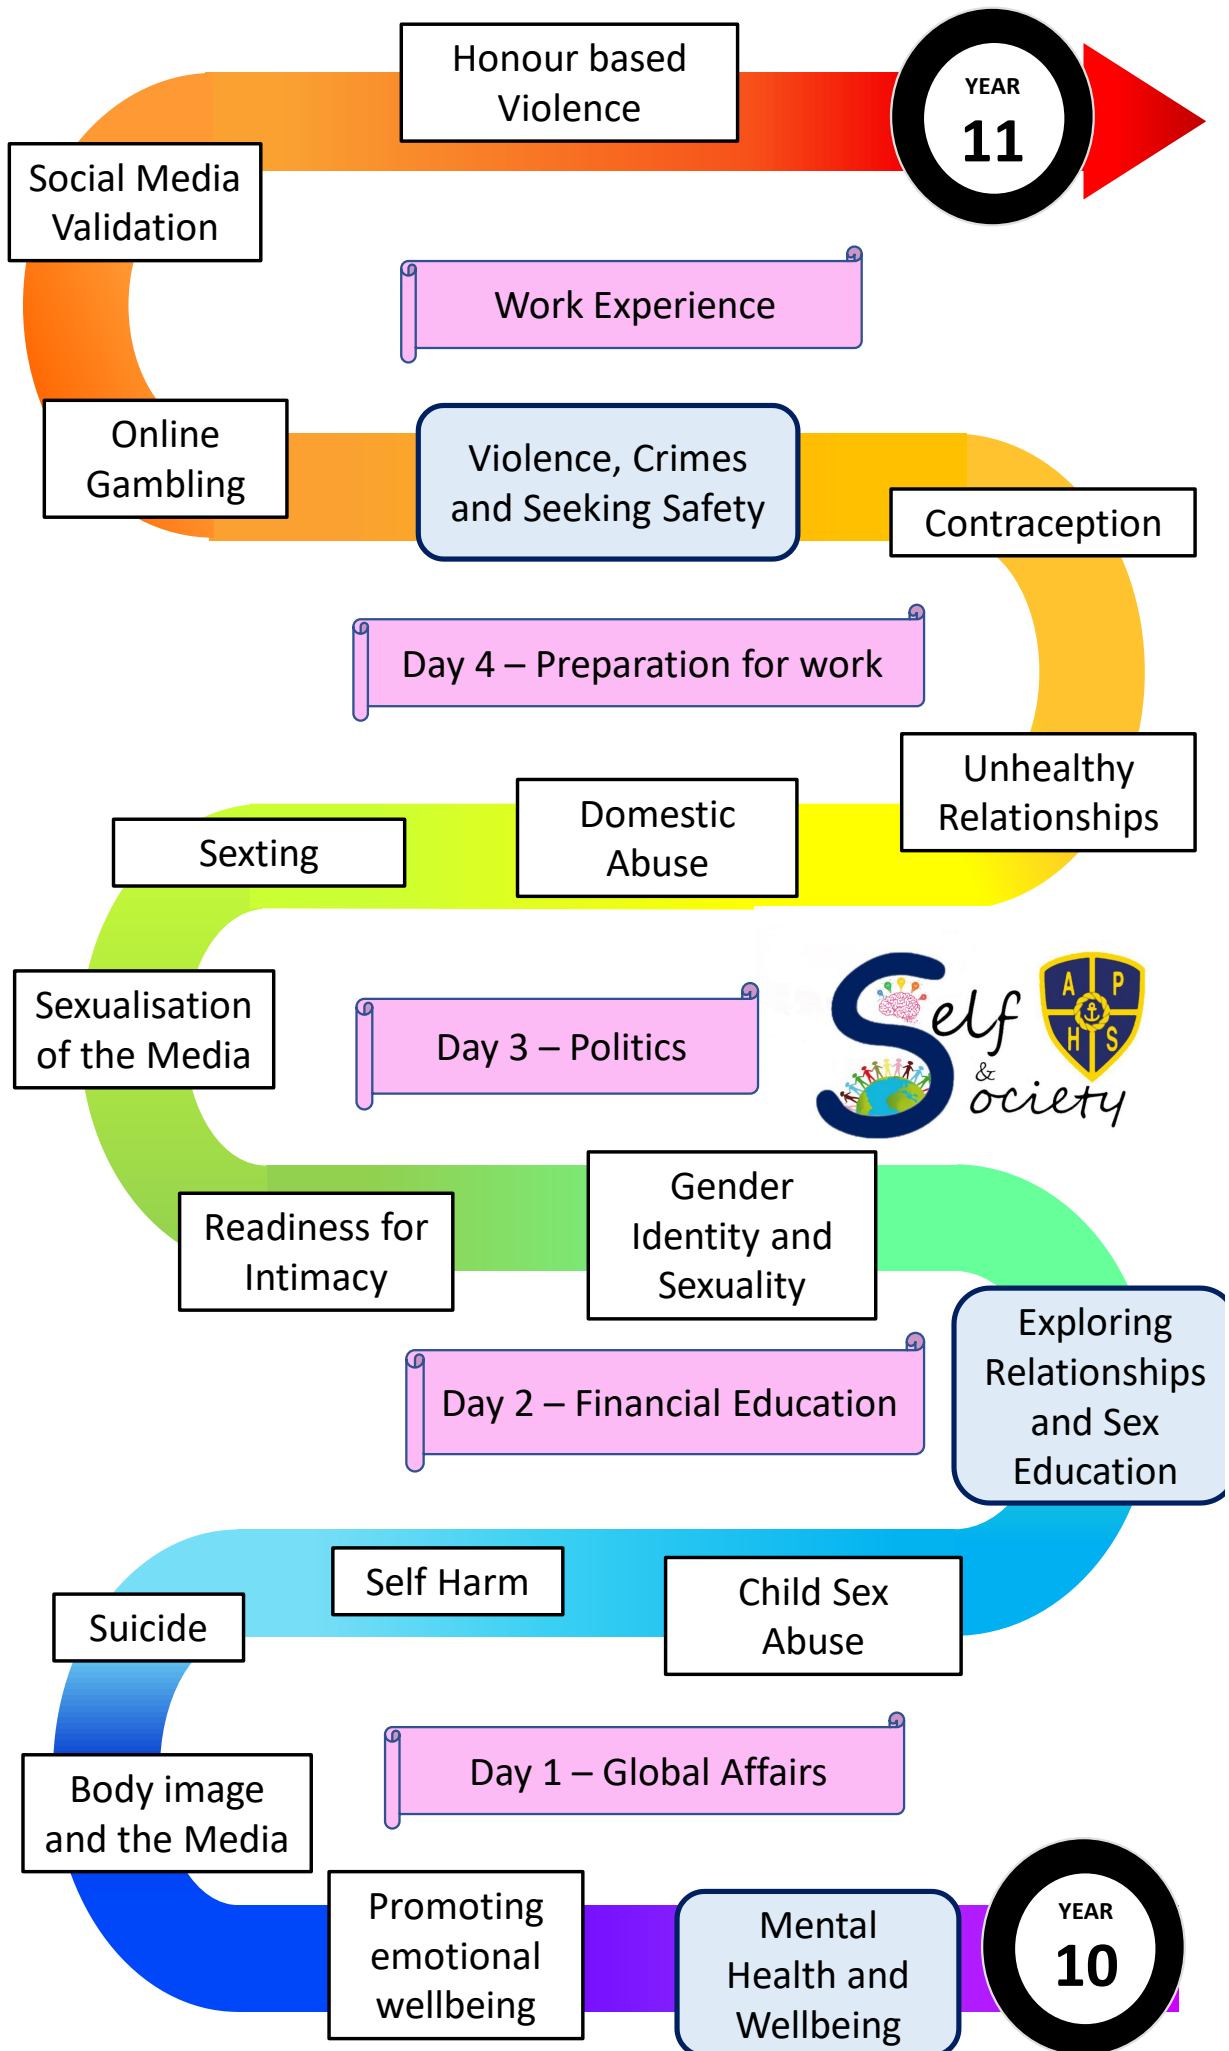 Honour based
Violence
YEAR
11
Social Media
Validation
Work Experience
Online
Gambling
Violence, Crimes
and Seeking Safety
Contraception
Day 4 – Preparation for work
Unhealthy
Relationships
Domestic
Abuse
Sexting
Sexualisation
of the Media
Day 3 – Politics
Self
&
Society
A P
H S
Readiness for
Intimacy
Gender
Identity and
Sexuality
Exploring
Relationships
and Sex
Education
Day 2 – Financial Education
Self Harm
Child Sex
Abuse
Suicide
Day 1 – Global Affairs
Body image
and the Media
Promoting
emotional
wellbeing
Mental
Health and
Wellbeing
YEAR
10